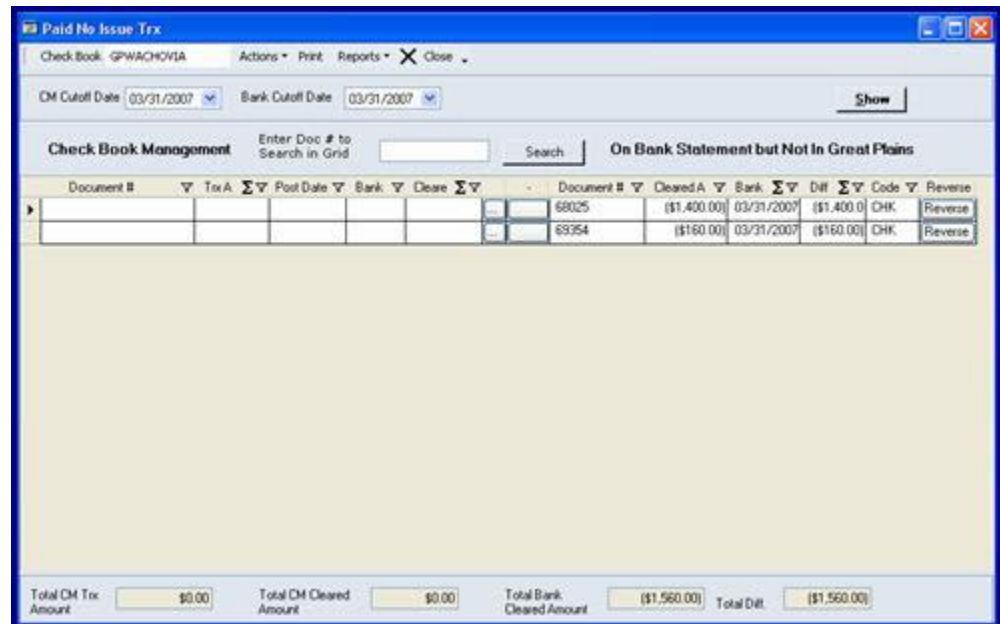 Paid No Issue Trx
Check Book GPWACHOVIA Actions Print Reports Close
CM Cutoff Date 03/31/2007 Bank Cutoff Date 03/31/2007 Show
Check Book Management Enter Doc # to Search in Grid Search On Bank Statement but Not In Great Plains
Document # Trx A Σ Post Date Bank Cleare Σ - Document # Cleared A Bank Σ Diff Σ Code Reverse
... 68025 ($1,400.00) 03/31/2007 ($1,400.0 CHK Reverse
... 69354 ($160.00) 03/31/2007 ($160.00) CHK Reverse
Total CM Trx Amount $0.00 Total CM Cleared Amount $0.00 Total Bank Cleared Amount ($1,560.00) Total Diff. ($1,560.00)